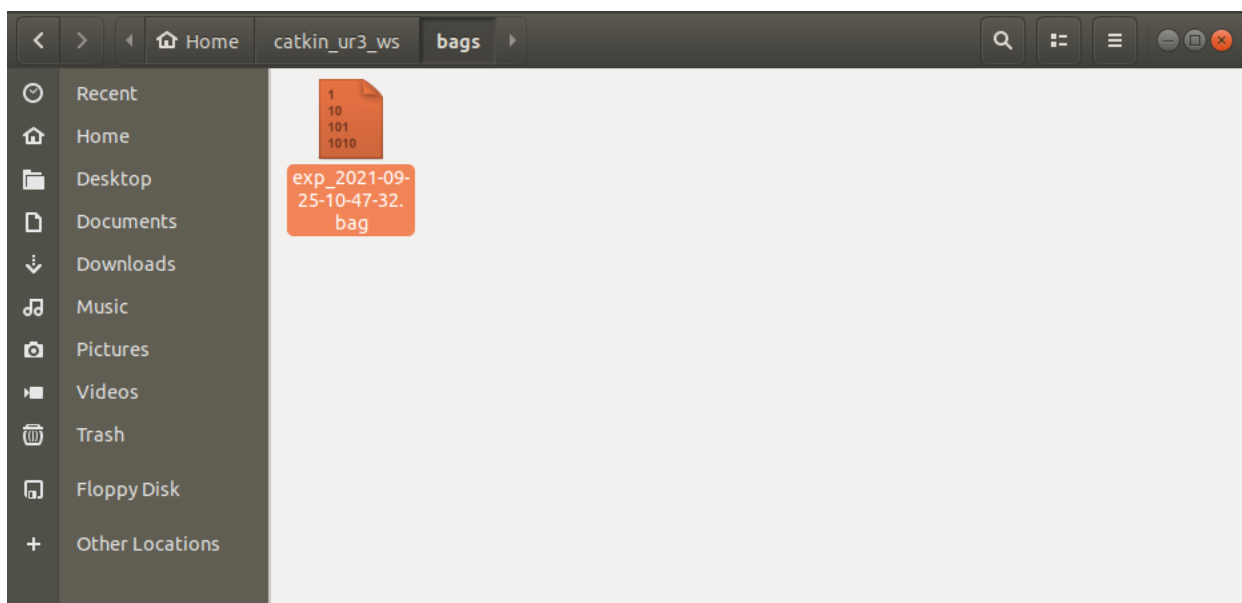 Home catkin_ur3_ws bags
Recent
Home
Desktop
Documents
Downloads
Music
Pictures
Videos
Trash
Floppy Disk
Other Locations
1
10
101
1010
exp_2021-09-
25-10-47-32.
bag